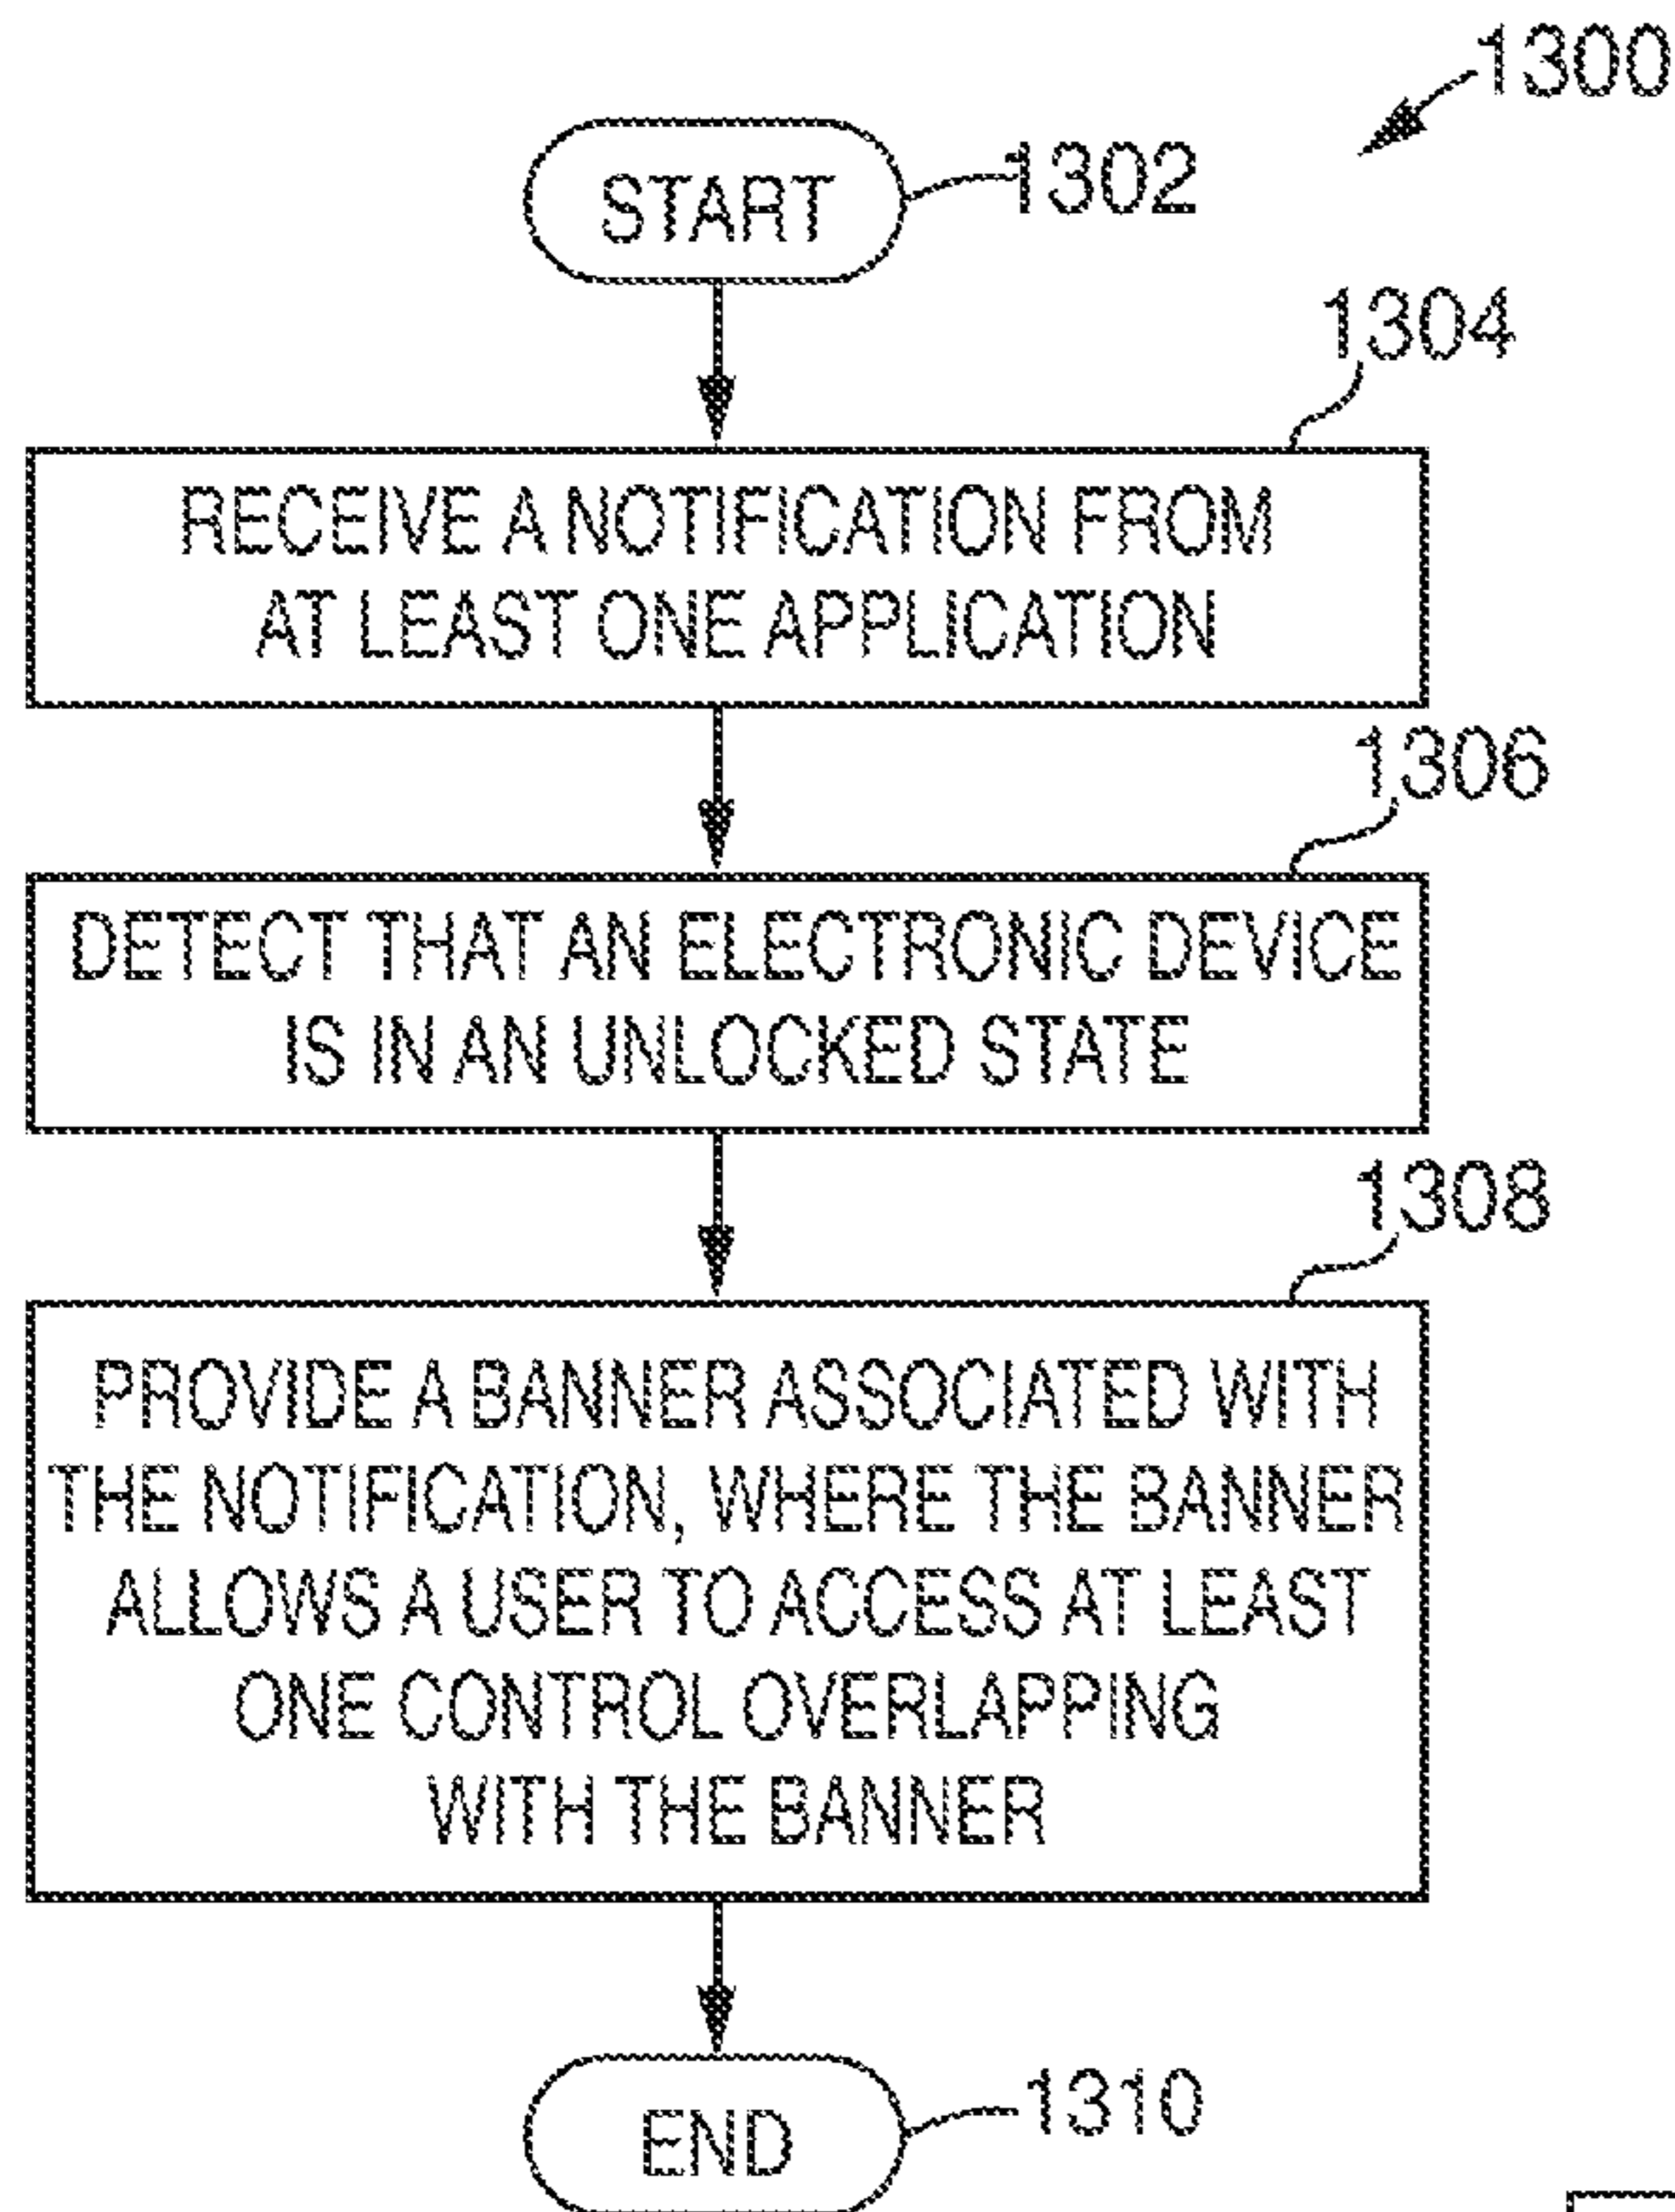 1300
START
1302
1304
RECEIVE A NOTIFICATION FROM
AT LEAST ONE APPLICATION
1306
DETECT THAT AN ELECTRONIC DEVICE
IS IN AN UNLOCKED STATE
1308
PROVIDE A BANNER ASSOCIATED WITH
THE NOTIFICATION, WHERE THE BANNER
ALLOWS A USER TO ACCESS AT LEAST
ONE CONTROL OVERLAPPING
WITH THE BANNER
END
1310